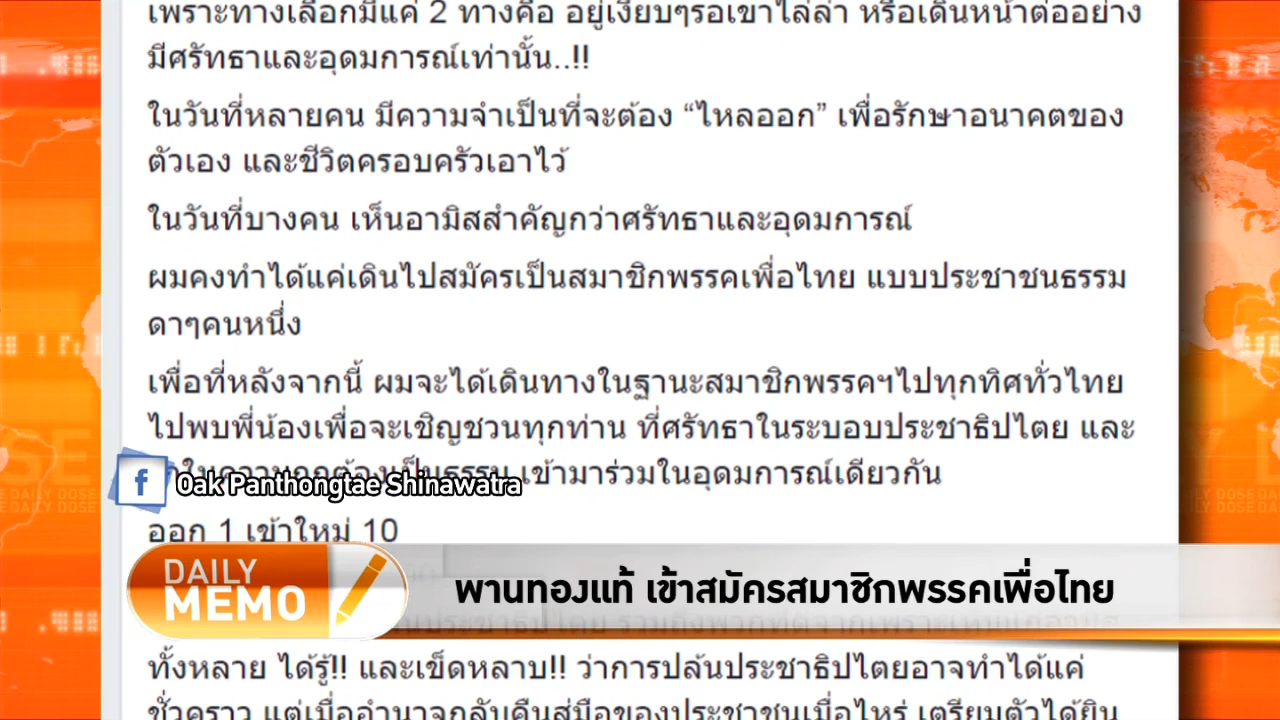 เพราะทางเลือกมีแค่ 2 ทางคือ อยู่เงียบๆรอเขาไล่ล่า หรือเดินหน้าต่ออย่าง
มีศรัทธาและอุดมการณ์เท่านั้น..!!
ในวันที่หลายคน มีความจำเป็นที่จะต้อง “ไหลออก” เพื่อรักษาอนาคตของ
ตัวเอง และชีวิตครอบครัวเอาไว้
ในวันที่บางคน เห็นอามิสสำคัญกว่าศรัทธาและอุดมการณ์
ผมคงทำได้แค่เดินไปสมัครเป็นสมาชิกพรรคเพื่อไทย แบบประชาชนธรรม
ดาๆคนหนึ่ง
เพื่อที่หลังจากนี้ ผมจะได้เดินทางในฐานะสมาชิกพรรคฯไปทุกทิศทั่วไทย
ไปพบพี่น้องเพื่อจะเชิญชวนทุกท่าน ที่ศรัทธาในระบอบประชาธิปไตย และ
เข้ามาร่วมในอุดมการณ์เดียวกัน
f Oak Panthongtae Shinawatra
ออก 1 เข้าใหม่ 10
DAILY
MEMO
พานทองแท้ เข้าสมัครสมาชิกพรรคเพื่อไทย
ทั้งหลาย ได้รู้!! และเข็ดหลาบ!! ว่าการปล้นประชาธิปไตยอาจทำได้แค่
ชั่วคราว แต่เมื่ออำนาจกลับคืนสู่มือของประชาชนเมื่อไหร่ เตรียมตัวได้ยิน
DAILY DOSE